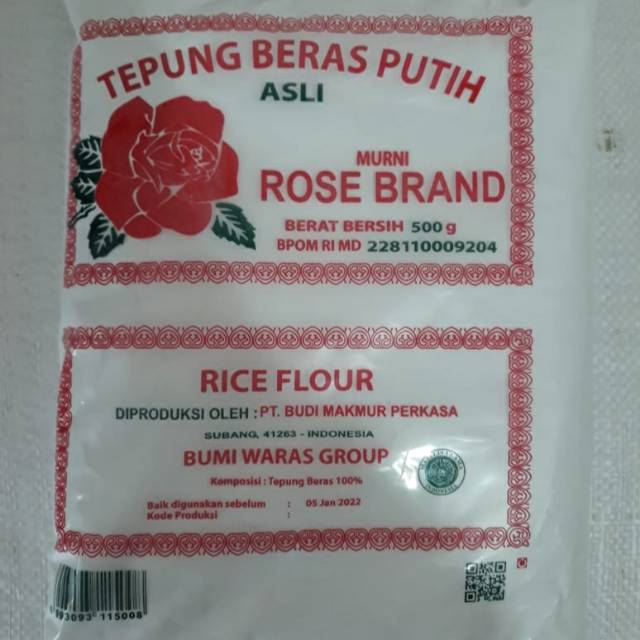 TEPUNG BERAS PUTIH
ASLI
MURNI
ROSE BRAND
BERAT BERSIH 500 g
BPOM RI MD 228110009204
RICE FLOUR
DIPRODUKSI OLEH : PT. BUDI MAKMUR PERKASA
SUBANG, 41263 - INDONESIA
BUMI WARAS GROUP
Komposisi : Tepung Beras 100%
Baik digunakan sebelum : 05 Jan 2022
Kode Produksi :
093093 115008